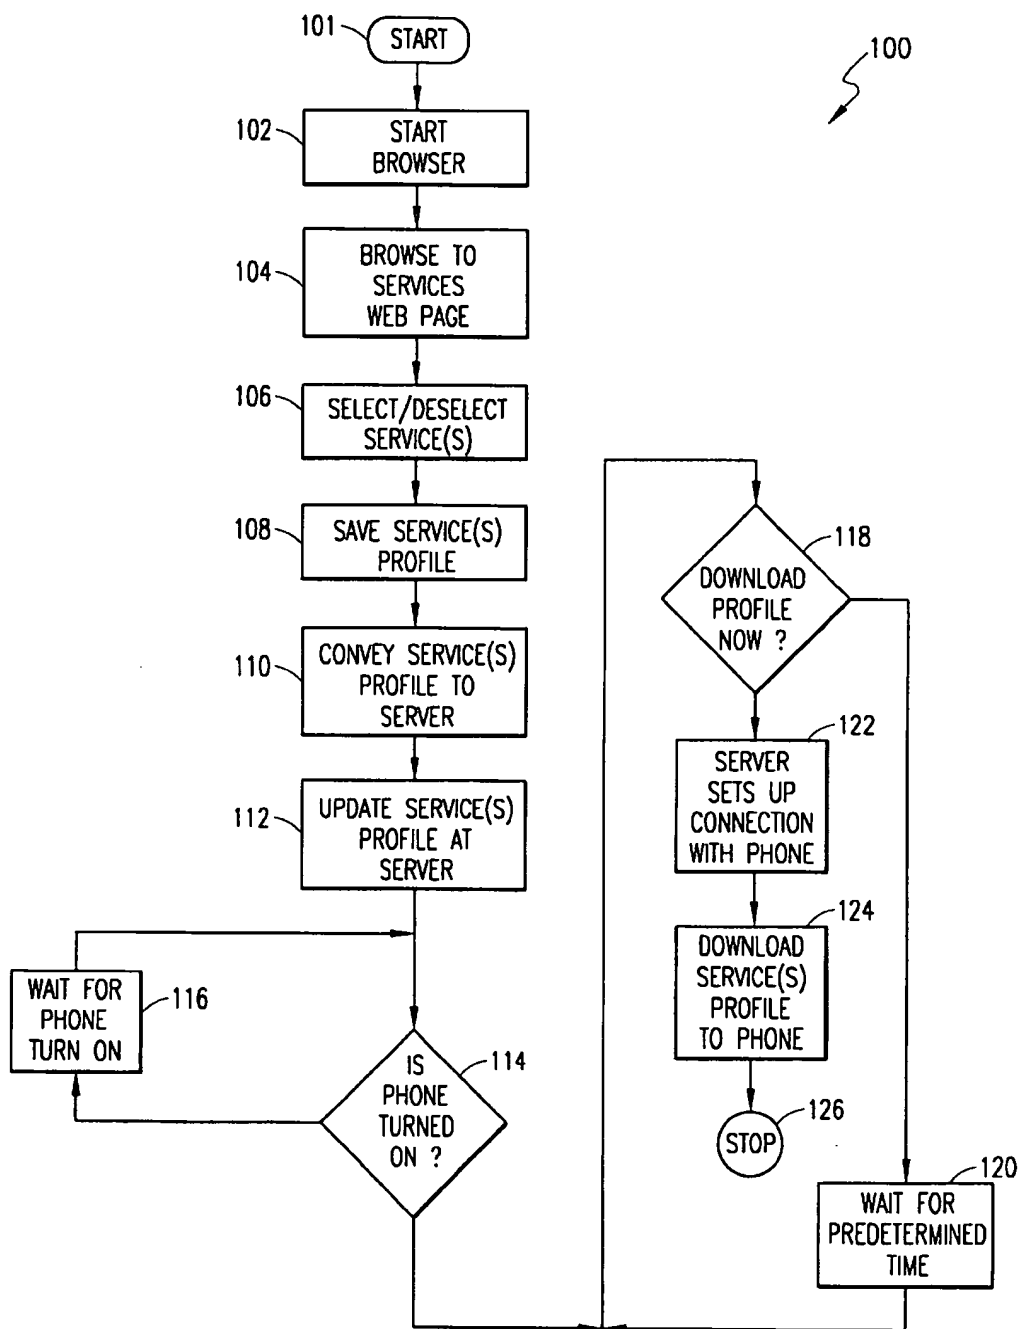 101
START
100
102
START
BROWSER
104
BROWSE TO
SERVICES
WEB PAGE
106
SELECT/DESELECT
SERVICE(S)
108
SAVE SERVICE(S)
PROFILE
110
CONVEY SERVICE(S)
PROFILE TO
SERVER
112
UPDATE SERVICE(S)
PROFILE AT
SERVER
WAIT FOR
PHONE
TURN ON
116
IS
PHONE
TURNED
ON ?
114
118
DOWNLOAD
PROFILE
NOW ?
122
SERVER
SETS UP
CONNECTION
WITH PHONE
124
DOWNLOAD
SERVICE(S)
PROFILE
TO PHONE
126
STOP
120
WAIT FOR
PREDETERMINED
TIME